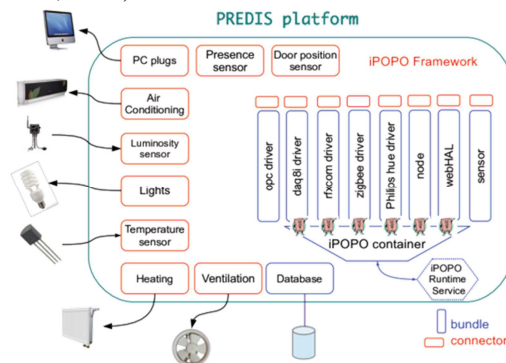 PREDIS platform
PC plugs
Presence
sensor
Door position
sensor
iPOPO Framework
Air
Conditioning
Luminosity
sensor
Lights
Temperature
sensor
Heating
Ventilation
Database
opc driver
daq8i driver
rfxcom driver
zigbee driver
Philips hue driver
node
webHAL
sensor
iPOPO container
iPOPO
Runtime
Service
bundle
connector